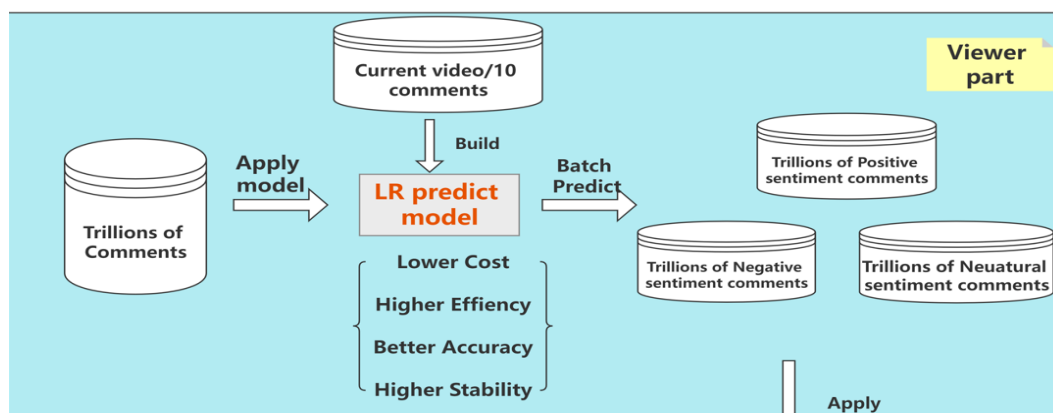 Current video/10
comments
Viewer
part
Build
Trillions of Positive
sentiment comments
Apply
model
LR predict
model
Batch
Predict
Trillions of
Comments
Trillions of Negative
sentiment comments
Trillions of Neuatural
sentiment comments
Lower Cost
Higher Effiency
Better Accuracy
Higher Stability
Apply